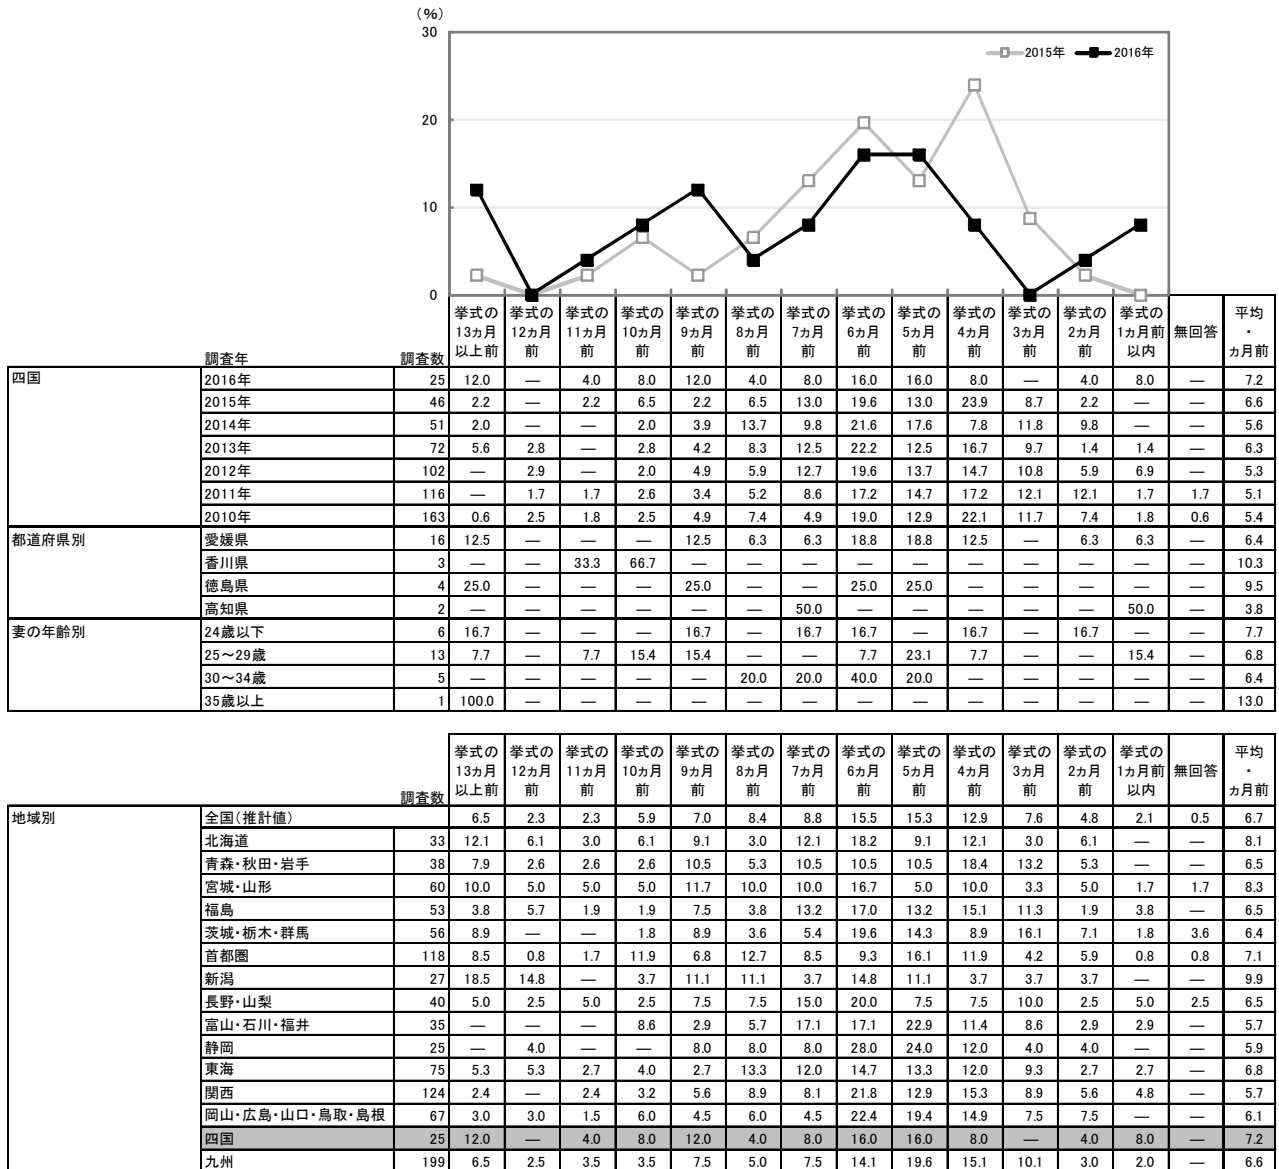 (%)
30
20
10
0
2015年 2016年
調査年 調査数 挙式の13ヵ月以上前 挙式の12ヵ月前 挙式の11ヵ月前 挙式の10ヵ月前 挙式の9ヵ月前 挙式の8ヵ月前 挙式の7ヵ月前 挙式の6ヵ月前 挙式の5ヵ月前 挙式の4ヵ月前 挙式の3ヵ月前 挙式の2ヵ月前 挙式の1ヵ月前以内 無回答 平均・ヵ月前
四国 2016年 25 12.0 — 4.0 8.0 12.0 4.0 8.0 16.0 16.0 8.0 — 4.0 8.0 — 7.2
2015年 46 2.2 — 2.2 6.5 2.2 6.5 13.0 19.6 13.0 23.9 8.7 2.2 — — 6.6
2014年 51 2.0 — — 2.0 3.9 13.7 9.8 21.6 17.6 7.8 11.8 9.8 — — 5.6
2013年 72 5.6 2.8 — 2.8 4.2 8.3 12.5 22.2 12.5 16.7 9.7 1.4 1.4 — 6.3
2012年 102 — 2.9 — 2.0 4.9 5.9 12.7 19.6 13.7 14.7 10.8 5.9 6.9 — 5.3
2011年 116 — 1.7 1.7 2.6 3.4 5.2 8.6 17.2 14.7 17.2 12.1 12.1 1.7 1.7 5.1
2010年 163 0.6 2.5 1.8 2.5 4.9 7.4 4.9 19.0 12.9 22.1 11.7 7.4 1.8 0.6 5.4
都道府県別 愛媛県 16 12.5 — — — 12.5 6.3 6.3 18.8 18.8 12.5 — 6.3 6.3 — 6.4
香川県 3 — — 33.3 66.7 — — — — — — — — — — 10.3
徳島県 4 25.0 — — — 25.0 — — 25.0 25.0 — — — — — 9.5
高知県 2 — — — — — — 50.0 — — — — — 50.0 — 3.8
妻の年齢別 24歳以下 6 16.7 — — — 16.7 — 16.7 16.7 — 16.7 — 16.7 — — 7.7
25～29歳 13 7.7 — 7.7 15.4 15.4 — — 7.7 23.1 7.7 — — 15.4 — 6.8
30～34歳 5 — — — — — 20.0 20.0 40.0 20.0 — — — — — 6.4
35歳以上 1 100.0 — — — — — — — — — — — — — 13.0
調査数 挙式の13ヵ月以上前 挙式の12ヵ月前 挙式の11ヵ月前 挙式の10ヵ月前 挙式の9ヵ月前 挙式の8ヵ月前 挙式の7ヵ月前 挙式の6ヵ月前 挙式の5ヵ月前 挙式の4ヵ月前 挙式の3ヵ月前 挙式の2ヵ月前 挙式の1ヵ月前以内 無回答 平均・ヵ月前
地域別 全国(推計値) 6.5 2.3 2.3 5.9 7.0 8.4 8.8 15.5 15.3 12.9 7.6 4.8 2.1 0.5 6.7
北海道 33 12.1 6.1 3.0 6.1 9.1 3.0 12.1 18.2 9.1 12.1 3.0 6.1 — — 8.1
青森・秋田・岩手 38 7.9 2.6 2.6 2.6 10.5 5.3 10.5 10.5 10.5 18.4 13.2 5.3 — — 6.5
宮城・山形 60 10.0 5.0 5.0 5.0 11.7 10.0 10.0 16.7 5.0 10.0 3.3 5.0 1.7 1.7 8.3
福島 53 3.8 5.7 1.9 1.9 7.5 3.8 13.2 17.0 13.2 15.1 11.3 1.9 3.8 — 6.5
茨城・栃木・群馬 56 8.9 — — 1.8 8.9 3.6 5.4 19.6 14.3 8.9 16.1 7.1 1.8 3.6 6.4
首都圏 118 8.5 0.8 1.7 11.9 6.8 12.7 8.5 9.3 16.1 11.9 4.2 5.9 0.8 0.8 7.1
新潟 27 18.5 14.8 — 3.7 11.1 11.1 3.7 14.8 11.1 3.7 3.7 3.7 — — 9.9
長野・山梨 40 5.0 2.5 5.0 2.5 7.5 7.5 15.0 20.0 7.5 7.5 10.0 2.5 5.0 2.5 6.5
富山・石川・福井 35 — — — 8.6 2.9 5.7 17.1 17.1 22.9 11.4 8.6 2.9 2.9 — 5.7
静岡 25 — 4.0 — — 8.0 8.0 8.0 28.0 24.0 12.0 4.0 4.0 — — 5.9
東海 75 5.3 5.3 2.7 4.0 2.7 13.3 12.0 14.7 13.3 12.0 9.3 2.7 2.7 — 6.8
関西 124 2.4 — 2.4 3.2 5.6 8.9 8.1 21.8 12.9 15.3 8.9 5.6 4.8 — 5.7
岡山・広島・山口・鳥取・島根 67 3.0 3.0 1.5 6.0 4.5 6.0 4.5 22.4 19.4 14.9 7.5 7.5 — — 6.1
四国 25 12.0 — 4.0 8.0 12.0 4.0 8.0 16.0 16.0 8.0 — 4.0 8.0 — 7.2
九州 199 6.5 2.5 3.5 3.5 7.5 5.0 7.5 14.1 19.6 15.1 10.1 3.0 2.0 — 6.6